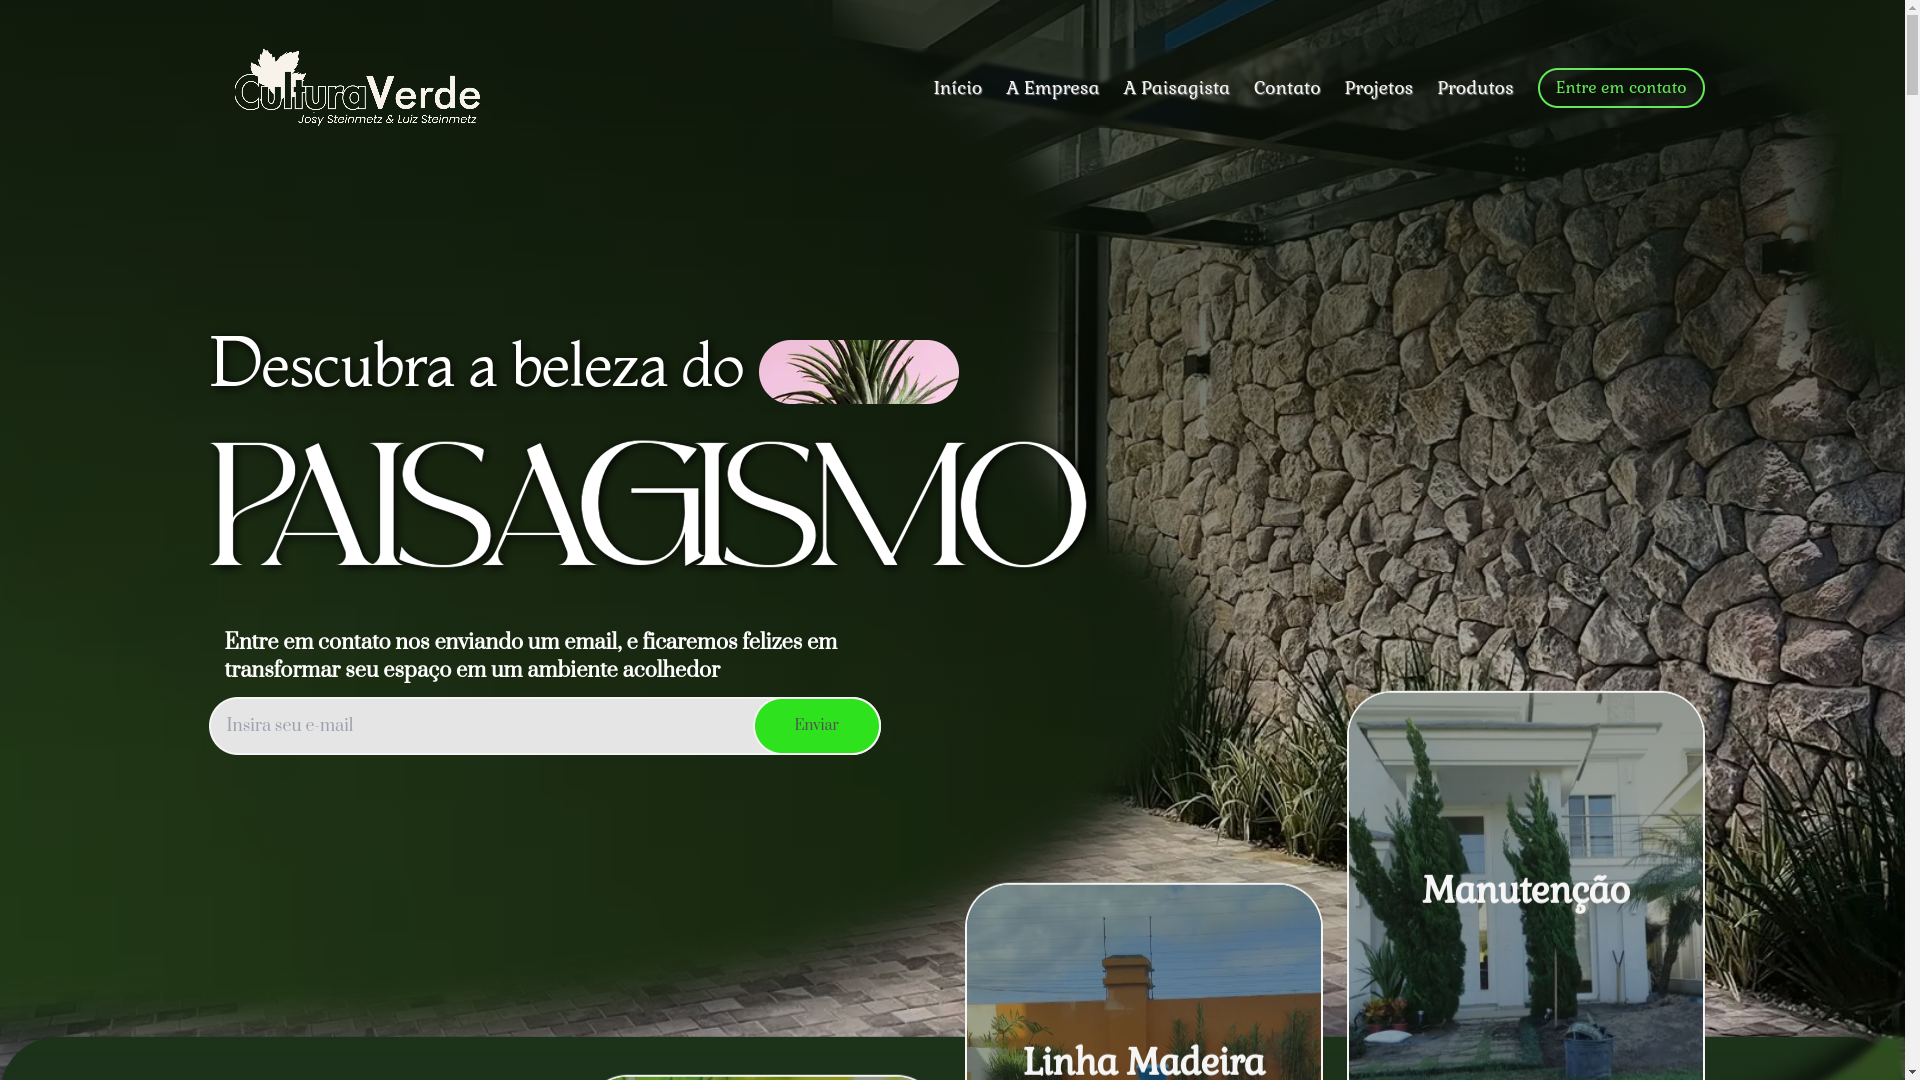 CulturaVerde
Josy Steinmetz & Luiz Steinmetz
Início
A Empresa
A Paisagista
Contato
Projetos
Produtos
Entre em contato
Descubra a beleza do
PAISAGISMO
Entre em contato nos enviando um email, e ficaremos felizes em
transformar seu espaço em um ambiente acolhedor
Insira seu e-mail
Enviar
Manutenção
Linha Madeira